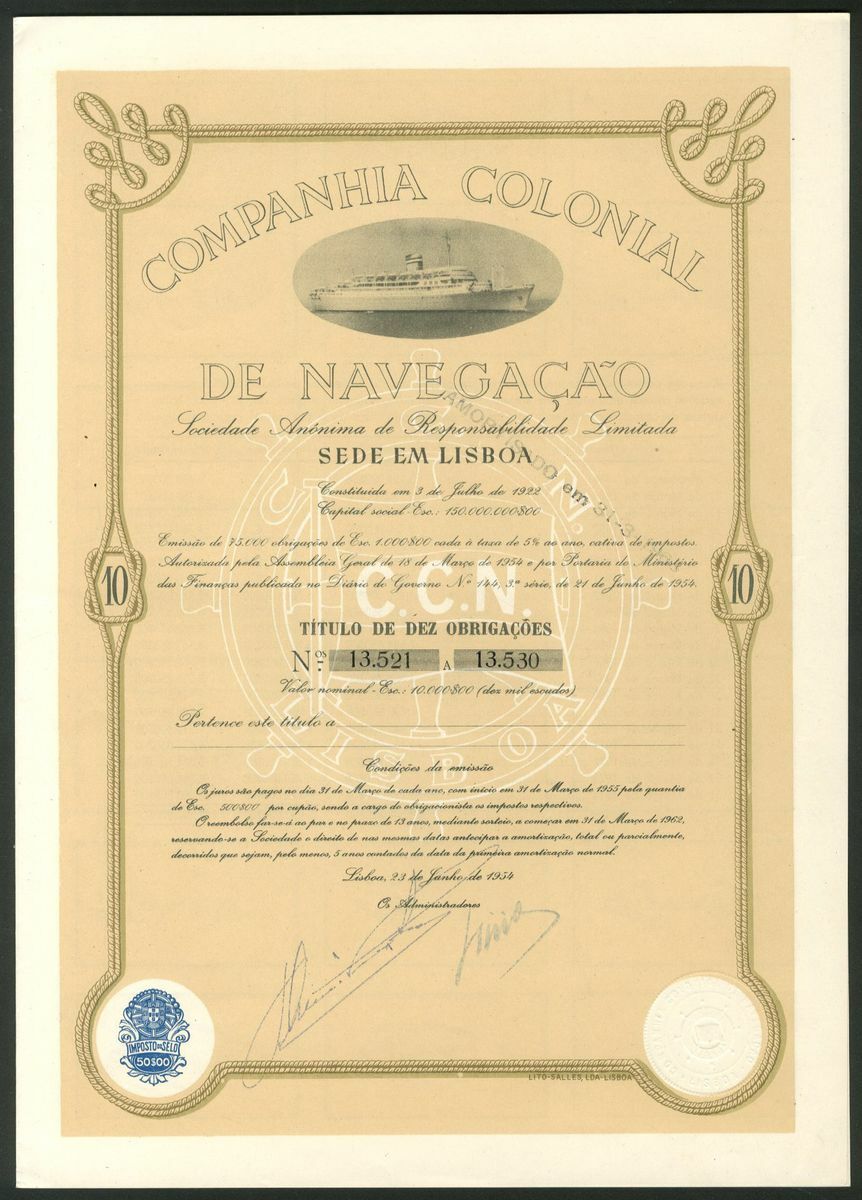 COMPANHIA COLONIAL
DE NAVEGAÇÃO
Sociedade Anónima de Responsabilidade Limitada
SEDE EM LISBOA
AMORTISADO em 31-3
Constituida em 3 de Julho de 1922
Capital social-Esc.: 150.000.000$00
Emissão de 75.000 obrigações de Esc. 1.000$00 cada à taxa de 5% ao ano, cativa de impostos.
Autorizada pela Assembleia Geral de 18 de Março de 1954 e por Portaria do Ministério
das Finanças publicada no Diário do Governo Nº 144, 3ª série, de 21 de Junho de 1954.
10
10
C.C.N.
LISBOA
TÍTULO DE DEZ OBRIGAÇÕES
Nos. 13.521 A 13.530
Valor nominal-Esc.: 10.000$00 (dez mil escudos)
Pertence este titulo a
Condições da emissão
Os juros são pagos no dia 31 de Março de cada ano, com início em 31 de Março de 1955 pela quantia
de Esc. 500$00 por cupão, sendo a cargo do obrigacionista os impostos respectivos.
O reembolso far-se-á ao par e no prazo de 13 anos, mediante sorteio, a começar em 31 de Março de 1962,
reservando-se a Sociedade o direito de nas mesmas datas antecipar a amortização, total ou parcialmente,
decorridos que sejam, pelo menos, 5 anos contados da data da primeira amortização normal.
Lisboa, 23 de Junho de 1954
Os Administradores
IMPOSTO DO SELO
50$00
LITO-SALLES, LDA-LISBOA